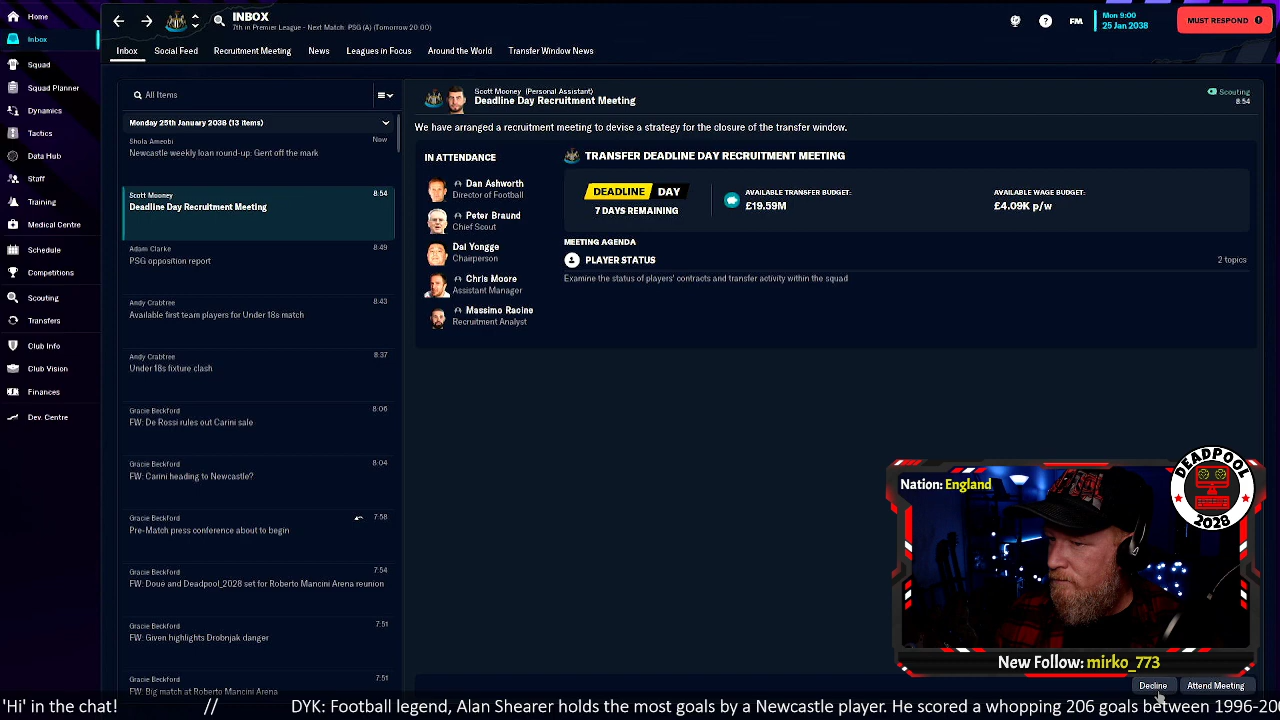 Home
Inbox
Squad
Squad Planner
Dynamics
Tactics
Data Hub
Staff
Training
Medical Centre
Schedule
Competitions
Scouting
Transfers
Club Info
Club Vision
Finances
Dev. Centre
INBOX
7th in Premier League - Next Match: PSG (A) (Tomorrow 20:00)
FM
Mon 9:00
25 Jan 2038
MUST RESPOND
Inbox
Social Feed
Recruitment Meeting
News
Leagues in Focus
Around the World
Transfer Window News
All Items
Monday 25th January 2038 (13 items)
Shola Ameobi
Now
Newcastle weekly loan round-up: Gent off the mark
Scott Mooney
8:54
Deadline Day Recruitment Meeting
Adam Clarke
8:49
PSG opposition report
Andy Crabtree
8:43
Available first team players for Under 18s match
Andy Crabtree
8:37
Under 18s fixture clash
Gracie Beckford
8:06
FW: De Rossi rules out Carini sale
Gracie Beckford
8:04
FW: Carini heading to Newcastle?
Gracie Beckford
7:58
Pre-Match press conference about to begin
Gracie Beckford
7:54
FW: Doue and Deadpool_2028 set for Roberto Mancini Arena reunion
Gracie Beckford
7:51
FW: Given highlights Drobnjak danger
Gracie Beckford
7:51
FW: Big match at Roberto Mancini Arena
Scott Mooney (Personal Assistant)
Deadline Day Recruitment Meeting
Scouting
8:54
We have arranged a recruitment meeting to devise a strategy for the closure of the transfer window.
IN ATTENDANCE
Dan Ashworth
Director of Football
Peter Braund
Chief Scout
Dai Yongge
Chairperson
Chris Moore
Assistant Manager
Massimo Racine
Recruitment Analyst
TRANSFER DEADLINE DAY RECRUITMENT MEETING
DEADLINE DAY
7 DAYS REMAINING
AVAILABLE TRANSFER BUDGET:
£19.59M
AVAILABLE WAGE BUDGET:
£4.09K p/w
MEETING AGENDA
PLAYER STATUS
2 topics
Examine the status of players' contracts and transfer activity within the squad
Nation: England
DEADPOOL
2028
New Follow: mirko_773
Decline
Attend Meeting
'Hi' in the chat! // DYK: Football legend, Alan Shearer holds the most goals by a Newcastle player. He scored a whopping 206 goals between 1996-20